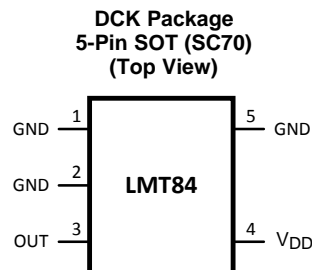 DCK Package
5-Pin SOT (SC70)
(Top View)
GND 1 5 GND
GND 2 LMT84
OUT 3 4 VDD